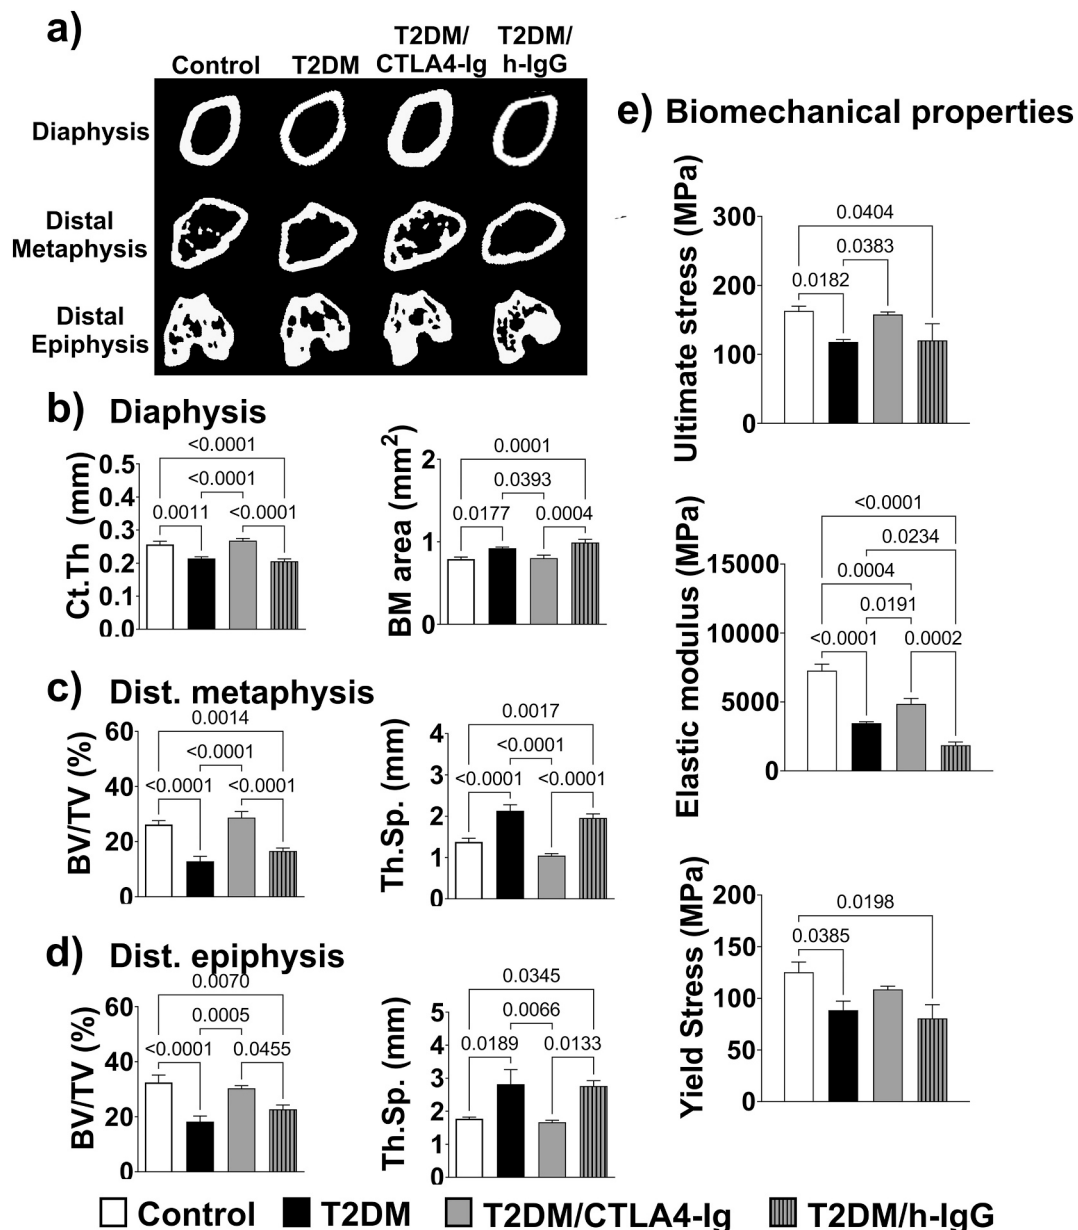 a)
Control
T2DM
T2DM/
CTLA4-Ig
T2DM/
h-IgG
Diaphysis
Distal
Metaphysis
Distal
Epiphysis
b) Diaphysis
Ct.Th (mm)
0.5
0.4
0.3
0.2
0.1
0.0
<0.0001
<0.0001
0.0011
<0.0001
BM area (mm2)
2
1
0
0.0001
0.0393
0.0177
0.0004
c) Dist. metaphysis
BV/TV (%)
60
40
20
0
0.0014
<0.0001
<0.0001
<0.0001
Th.Sp. (mm)
4
3
2
1
0
0.0017
<0.0001
<0.0001
<0.0001
d) Dist. epiphysis
BV/TV (%)
60
40
20
0
0.0070
0.0005
<0.0001
0.0455
Th.Sp. (mm)
5
4
3
2
1
0
0.0345
0.0066
0.0189
0.0133
e) Biomechanical properties
Ultimate stress (MPa)
300
200
100
0
0.0404
0.0383
0.0182
Elastic modulus (MPa)
15000
10000
5000
0
<0.0001
0.0234
0.0004
0.0191
<0.0001
0.0002
Yield Stress (MPa)
200
150
100
50
0
0.0198
0.0385
Control T2DM T2DM/CTLA4-Ig T2DM/h-IgG